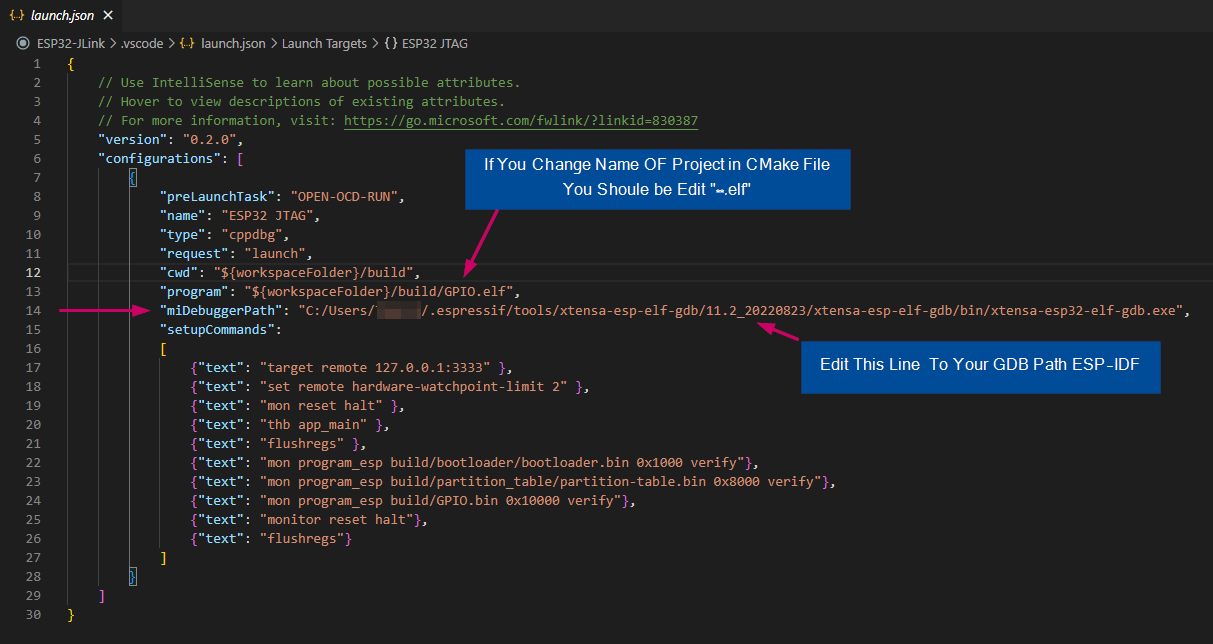 launch.json
ESP32-JLink > .vscode > launch.json > Launch Targets > {} ESP32 JTAG
1 {
2 // Use IntelliSense to learn about possible attributes.
3 // Hover to view descriptions of existing attributes.
4 // For more information, visit: https://go.microsoft.com/fwlink/?linkid=830387
5 "version": "0.2.0",
6 "configurations": [
If You Change Name OF Project in CMake File
You Shoule be Edit "**.elf"
7 {
8 "preLaunchTask": "OPEN-OCD-RUN",
9 "name": "ESP32 JTAG",
10 "type": "cppdbg",
11 "request": "launch",
12 "cwd": "${workspaceFolder}/build",
13 "program": "${workspaceFolder}/build/GPIO.elf",
14 "miDebuggerPath": "C:/Users/ /.espressif/tools/xtensa-esp-elf-gdb/11.2_20220823/xtensa-esp-elf-gdb/bin/xtensa-esp32-elf-gdb.exe",
15 "setupCommands":
Edit This Line To Your GDB Path ESP-IDF
16 [
17 {"text": "target remote 127.0.0.1:3333" },
18 {"text": "set remote hardware-watchpoint-limit 2" },
19 {"text": "mon reset halt" },
20 {"text": "thb app_main" },
21 {"text": "flushregs" },
22 {"text": "mon program_esp build/bootloader/bootloader.bin 0x1000 verify"},
23 {"text": "mon program_esp build/partition_table/partition-table.bin 0x8000 verify"},
24 {"text": "mon program_esp build/GPIO.bin 0x10000 verify"},
25 {"text": "monitor reset halt"},
26 {"text": "flushregs"}
27 ]
28 }
29 ]
30 }